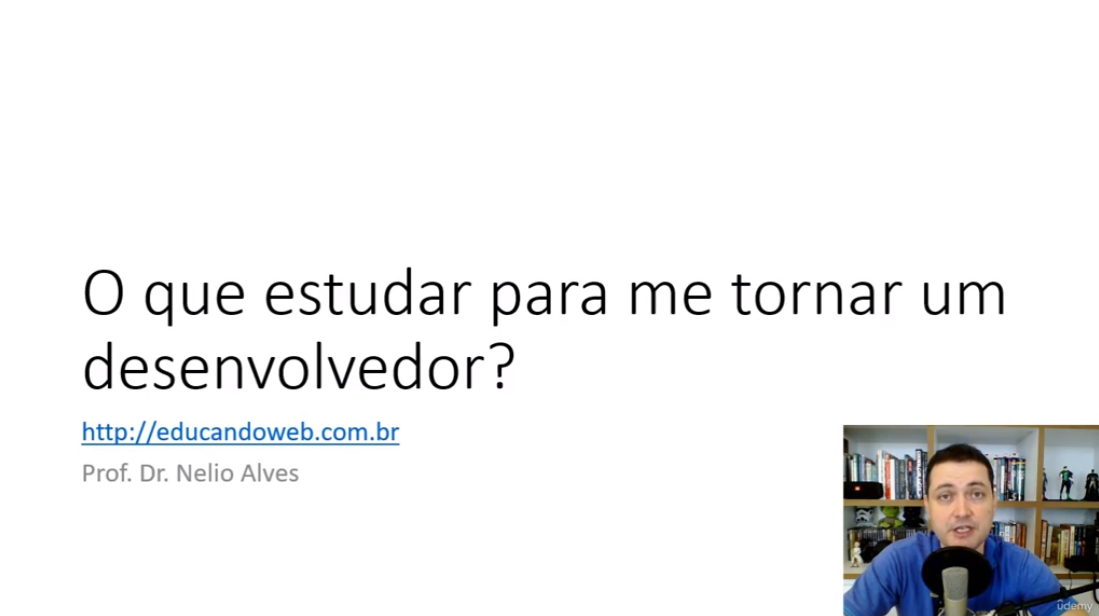 O que estudar para me tornar um
desenvolvedor?
http://educandoweb.com.br
Prof. Dr. Nelio Alves
udemy